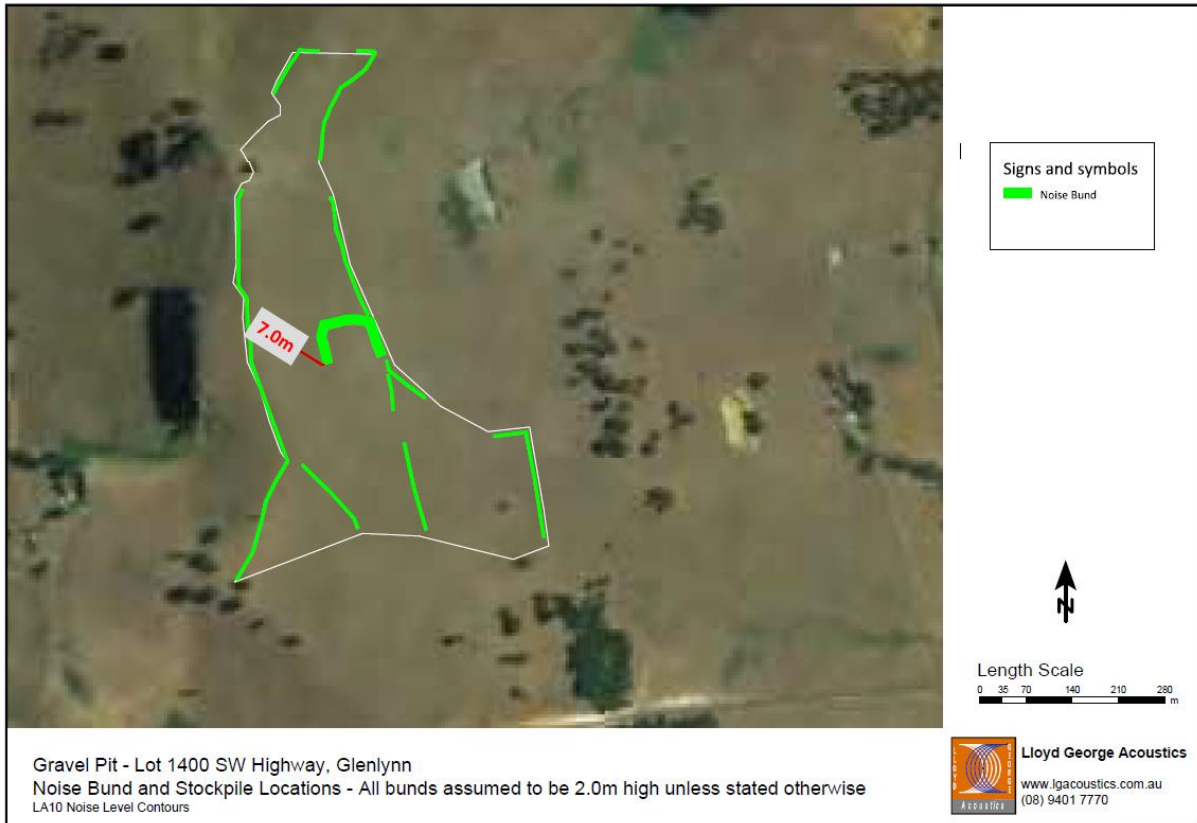 7.0m
Signs and symbols
Noise Bund
N
Length Scale
0 35 70 140 210 280
m
Gravel Pit - Lot 1400 SW Highway, Glenlynn
Noise Bund and Stockpile Locations - All bunds assumed to be 2.0m high unless stated otherwise
LA10 Noise Level Contours
LLOYD
GEORGE
Acoustics
Lloyd George Acoustics
www.lgacoustics.com.au
(08) 9401 7770